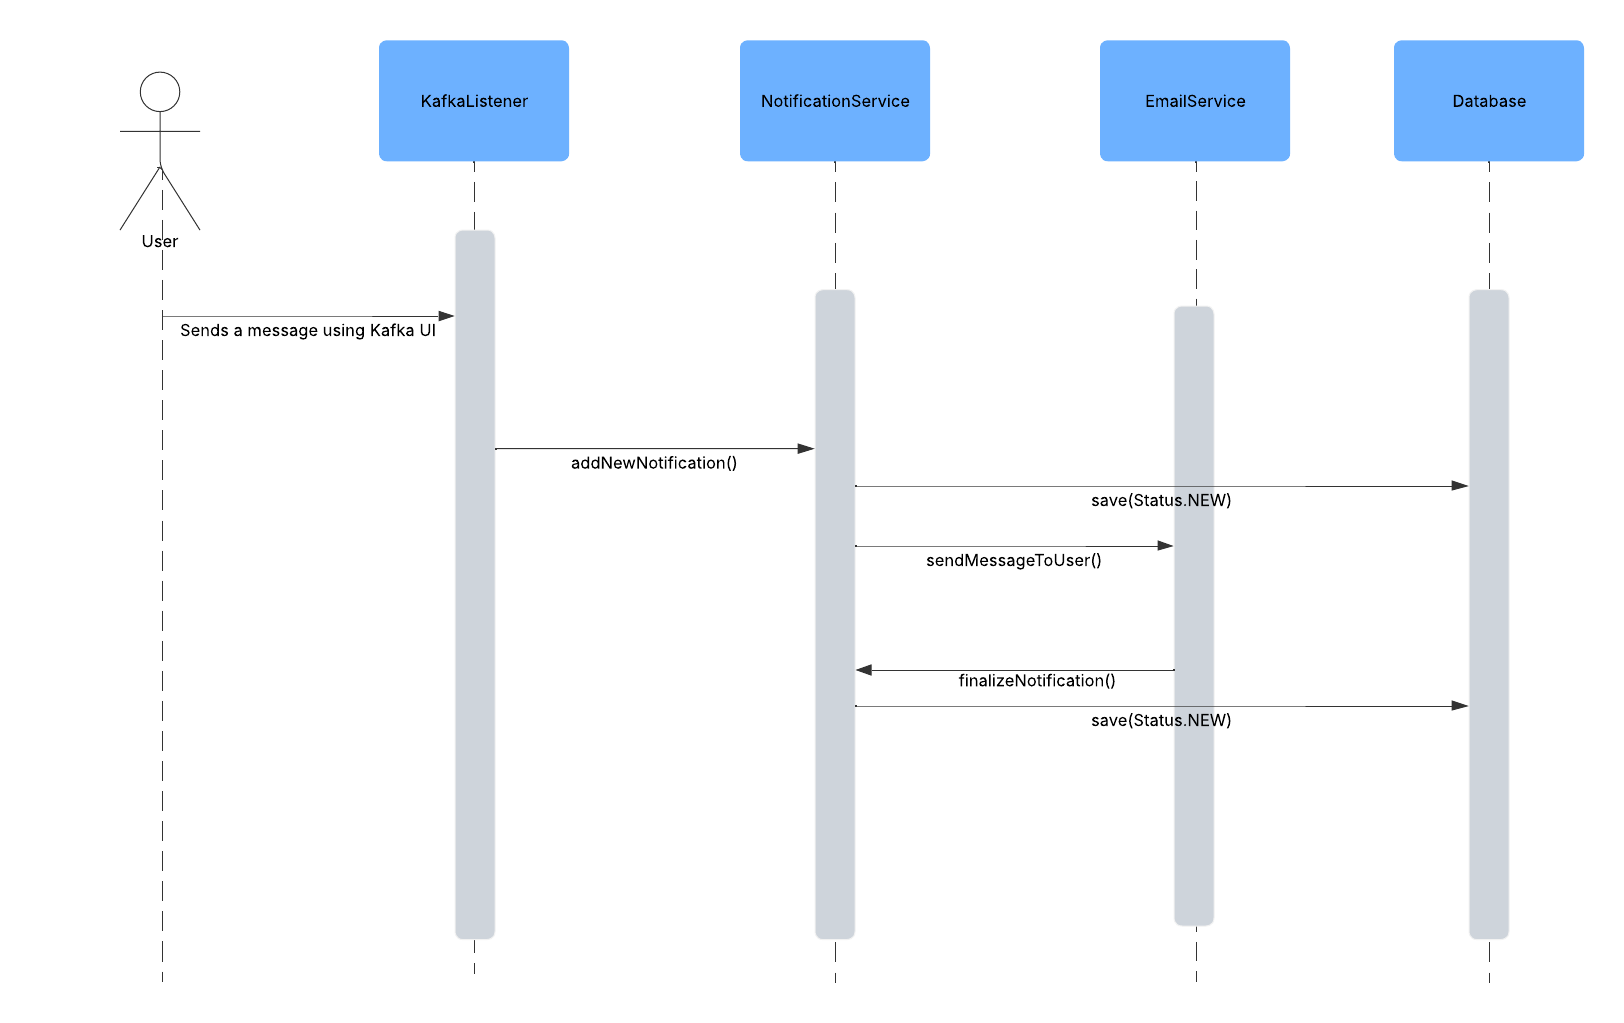 KafkaListener
NotificationService
EmailService
Database
User
Sends a message using Kafka UI
addNewNotification()
save(Status.NEW)
sendMessageToUser()
finalizeNotification()
save(Status.NEW)